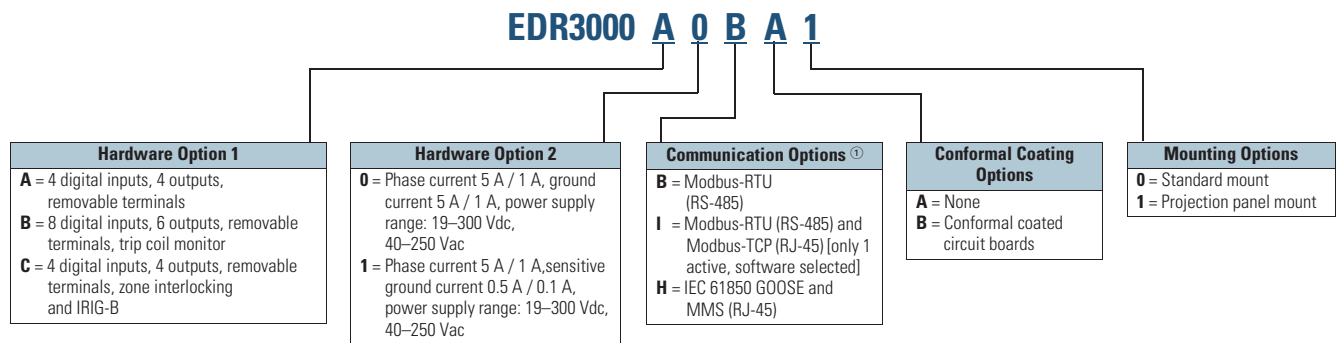 EDR3000 A 0 B A 1
Hardware Option 1
A = 4 digital inputs, 4 outputs,
removable terminals
B = 8 digital inputs, 6 outputs, removable
terminals, trip coil monitor
C = 4 digital inputs, 4 outputs, removable
terminals, zone interlocking
and IRIG-B
Hardware Option 2
0 = Phase current 5 A / 1 A, ground
current 5 A / 1 A, power supply
range: 19–300 Vdc,
40–250 Vac
1 = Phase current 5 A / 1 A,sensitive
ground current 0.5 A / 0.1 A,
power supply range: 19–300 Vdc,
40–250 Vac
Communication Options ①
B = Modbus-RTU
(RS-485)
I = Modbus-RTU (RS-485) and
Modbus-TCP (RJ-45) [only 1
active, software selected]
H = IEC 61850 GOOSE and
MMS (RJ-45)
Conformal Coating
Options
A = None
B = Conformal coated
circuit boards
Mounting Options
0 = Standard mount
1 = Projection panel mount